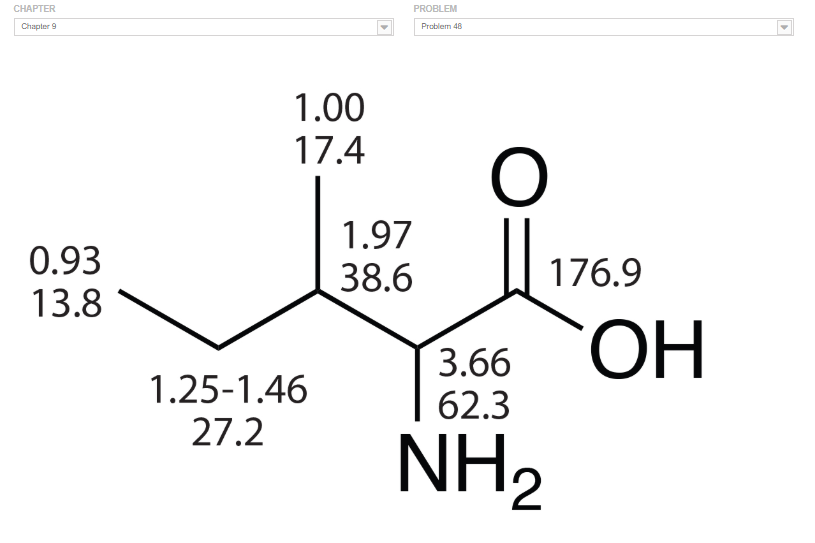 CHAPTER
PROBLEM
Chapter 9
Problem 48
1.00
17.4
O
1.97
38.6
0.93
13.8
176.9
OH
3.66
62.3
1.25-1.46
27.2
NH2